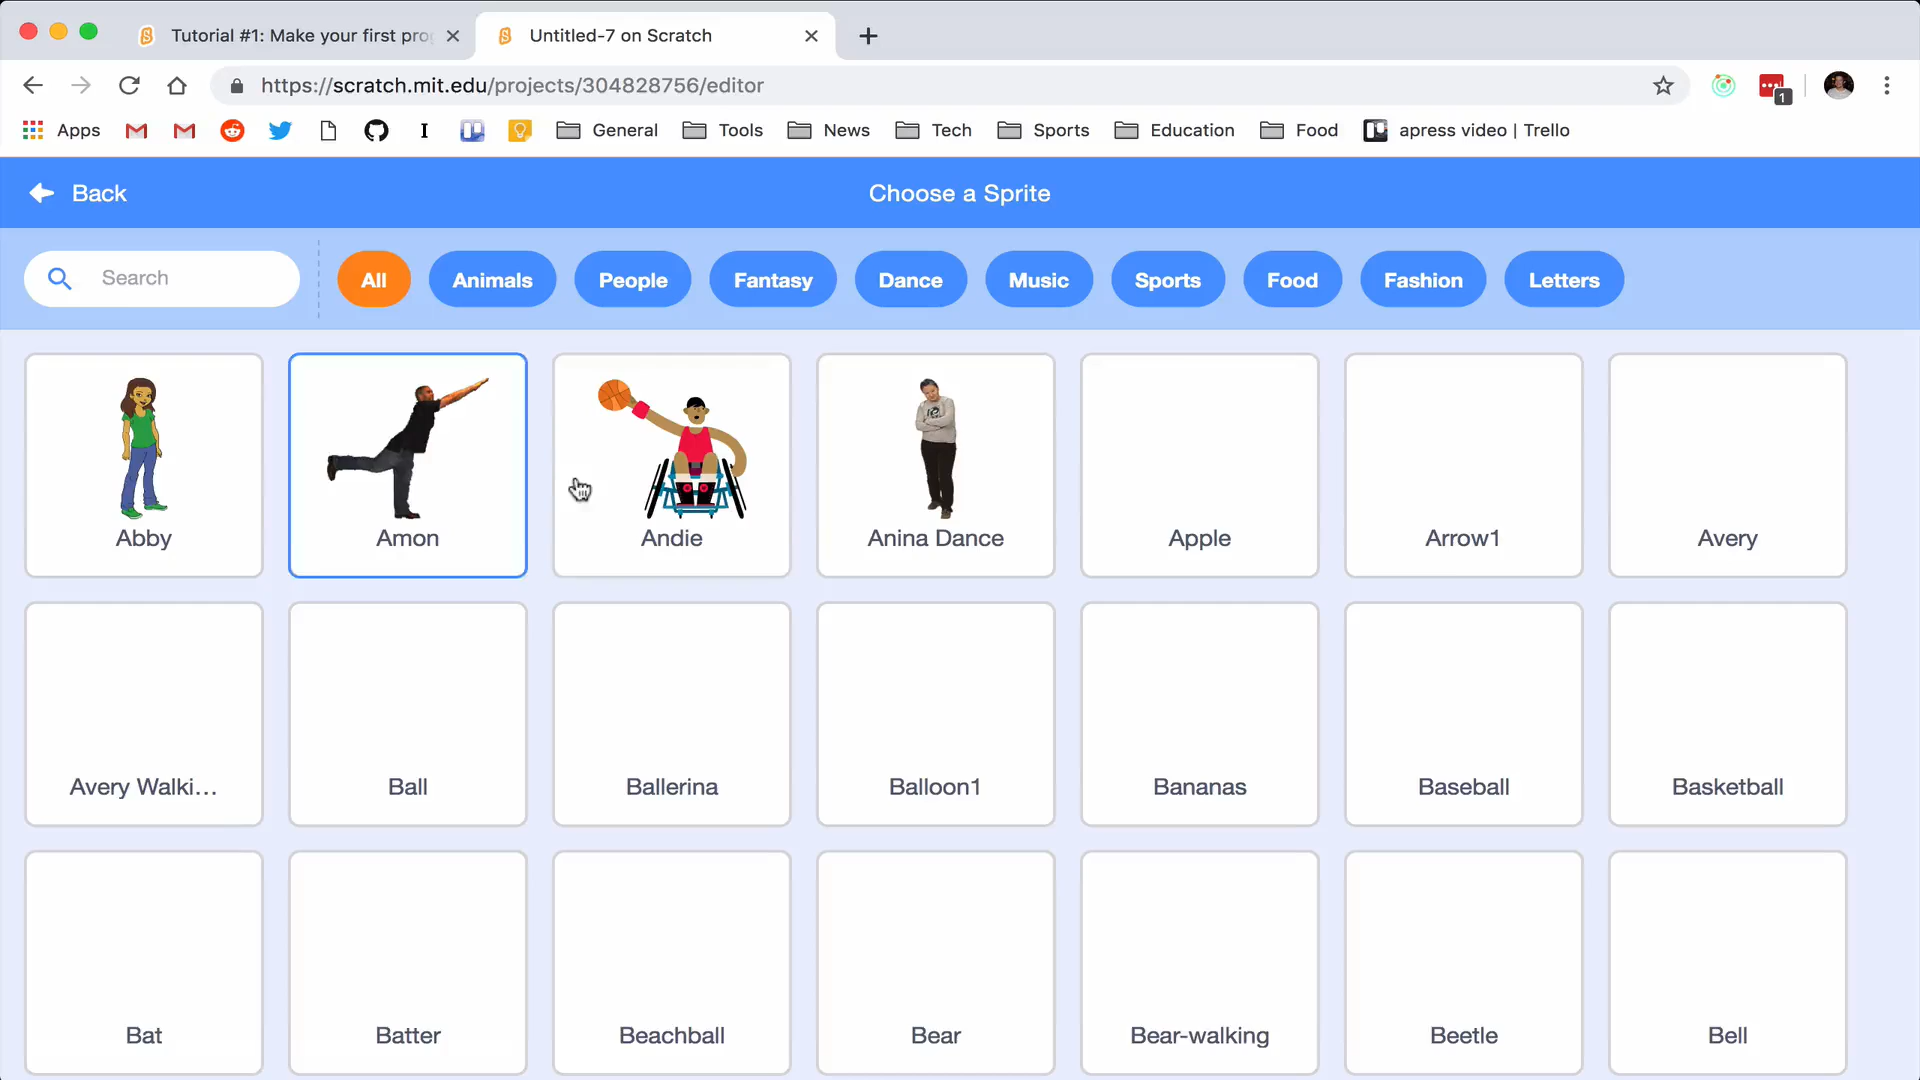 Tutorial #1: Make your first pro
Untitled-7 on Scratch
https://scratch.mit.edu/projects/304828756/editor
1
Apps
General
Tools
News
Tech
Sports
Education
Food
apress video | Trello
Back
Choose a Sprite
Search
All
Animals
People
Fantasy
Dance
Music
Sports
Food
Fashion
Letters
Abby
Amon
Andie
Anina Dance
Apple
Arrow1
Avery
Avery Walki...
Ball
Ballerina
Balloon1
Bananas
Baseball
Basketball
Bat
Batter
Beachball
Bear
Bear-walking
Beetle
Bell